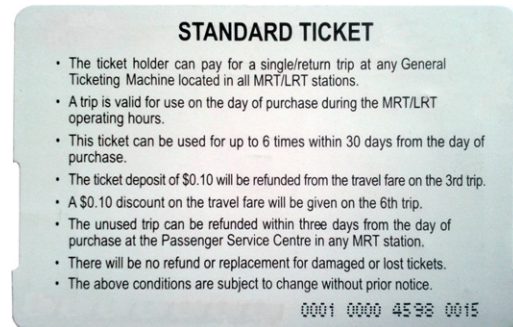 STANDARD TICKET
• The ticket holder can pay for a single/return trip at any General
Ticketing Machine located in all MRT/LRT stations.
• A trip is valid for use on the day of purchase during the MRT/LRT
operating hours.
• This ticket can be used for up to 6 times within 30 days from the day of
purchase.
• The ticket deposit of $0.10 will be refunded from the travel fare on the 3rd trip.
• A $0.10 discount on the travel fare will be given on the 6th trip.
• The unused trip can be refunded within three days from the day of
purchase at the Passenger Service Centre in any MRT station.
• There will be no refund or replacement for damaged or lost tickets.
• The above conditions are subject to change without prior notice.
0001 0000 4598 0015